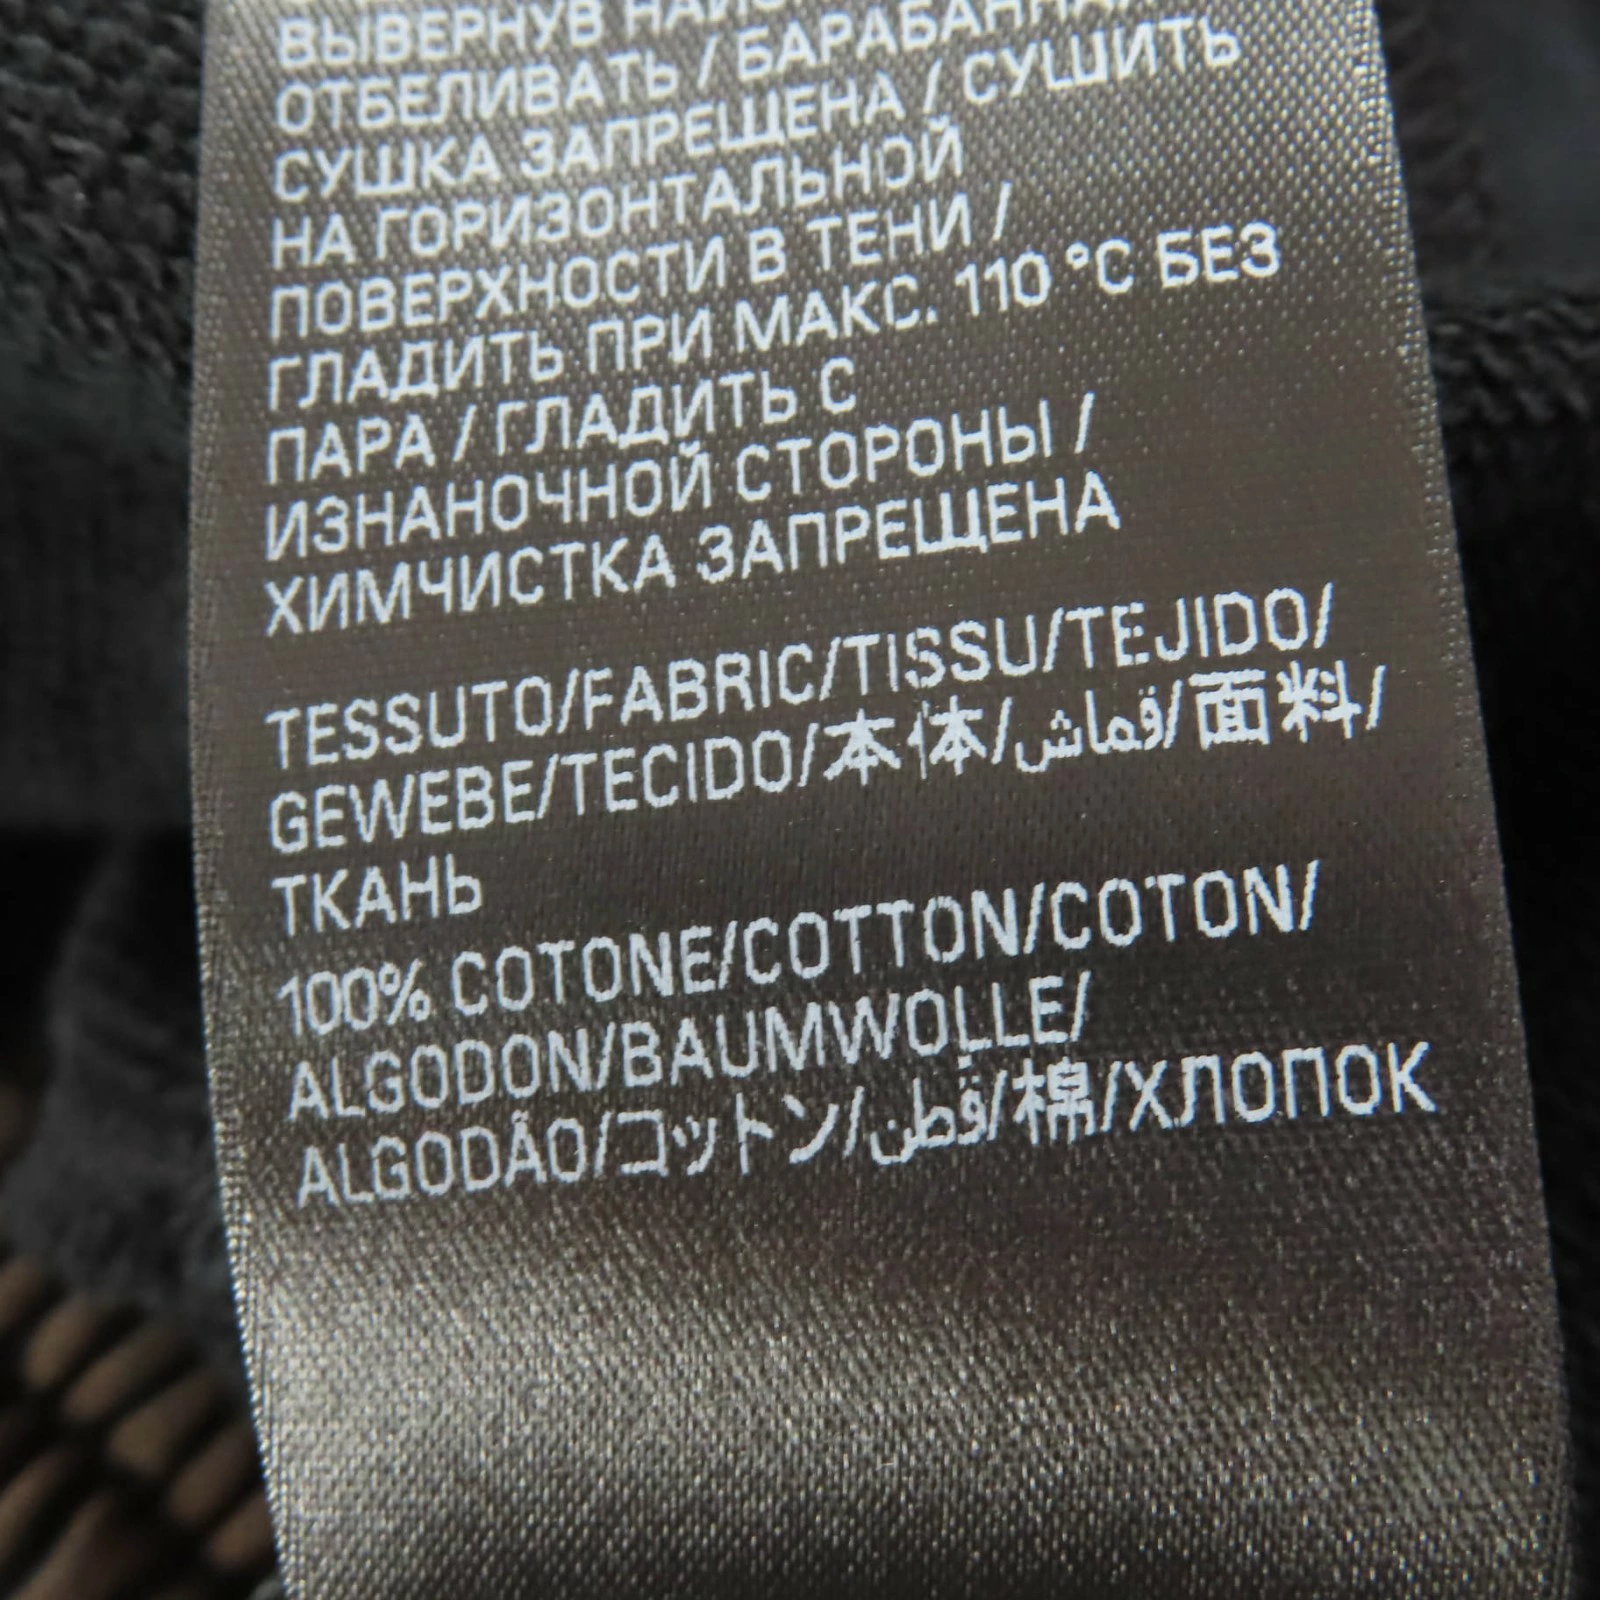 ВЫВЕРНУВ
ОТБЕЛИВАТЬ / БАРАБАННАЯ
СУШКА ЗАПРЕЩЕНА / СУШИТЬ
НА ГОРИЗОНТАЛЬНОЙ
ПОВЕРХНОСТИ В ТЕНИ /
ГЛАДИТЬ ПРИ МАКС. 110 °C БЕЗ
ПАРА / ГЛАДИТЬ С
ИЗНАНОЧНОЙ СТОРОНЫ /
ХИМЧИСТКА ЗАПРЕЩЕНА
TESSUTO/FABRIC/TISSU/TEJIDO/
GEWEBE/TECIDO/本体/قماش/面料/
ТКАНЬ
100% COTONE/COTTON/COTON/
ALGODON/BAUMWOLLE/
ALGODÃO/コットン/قطن/棉/ХЛОПОК